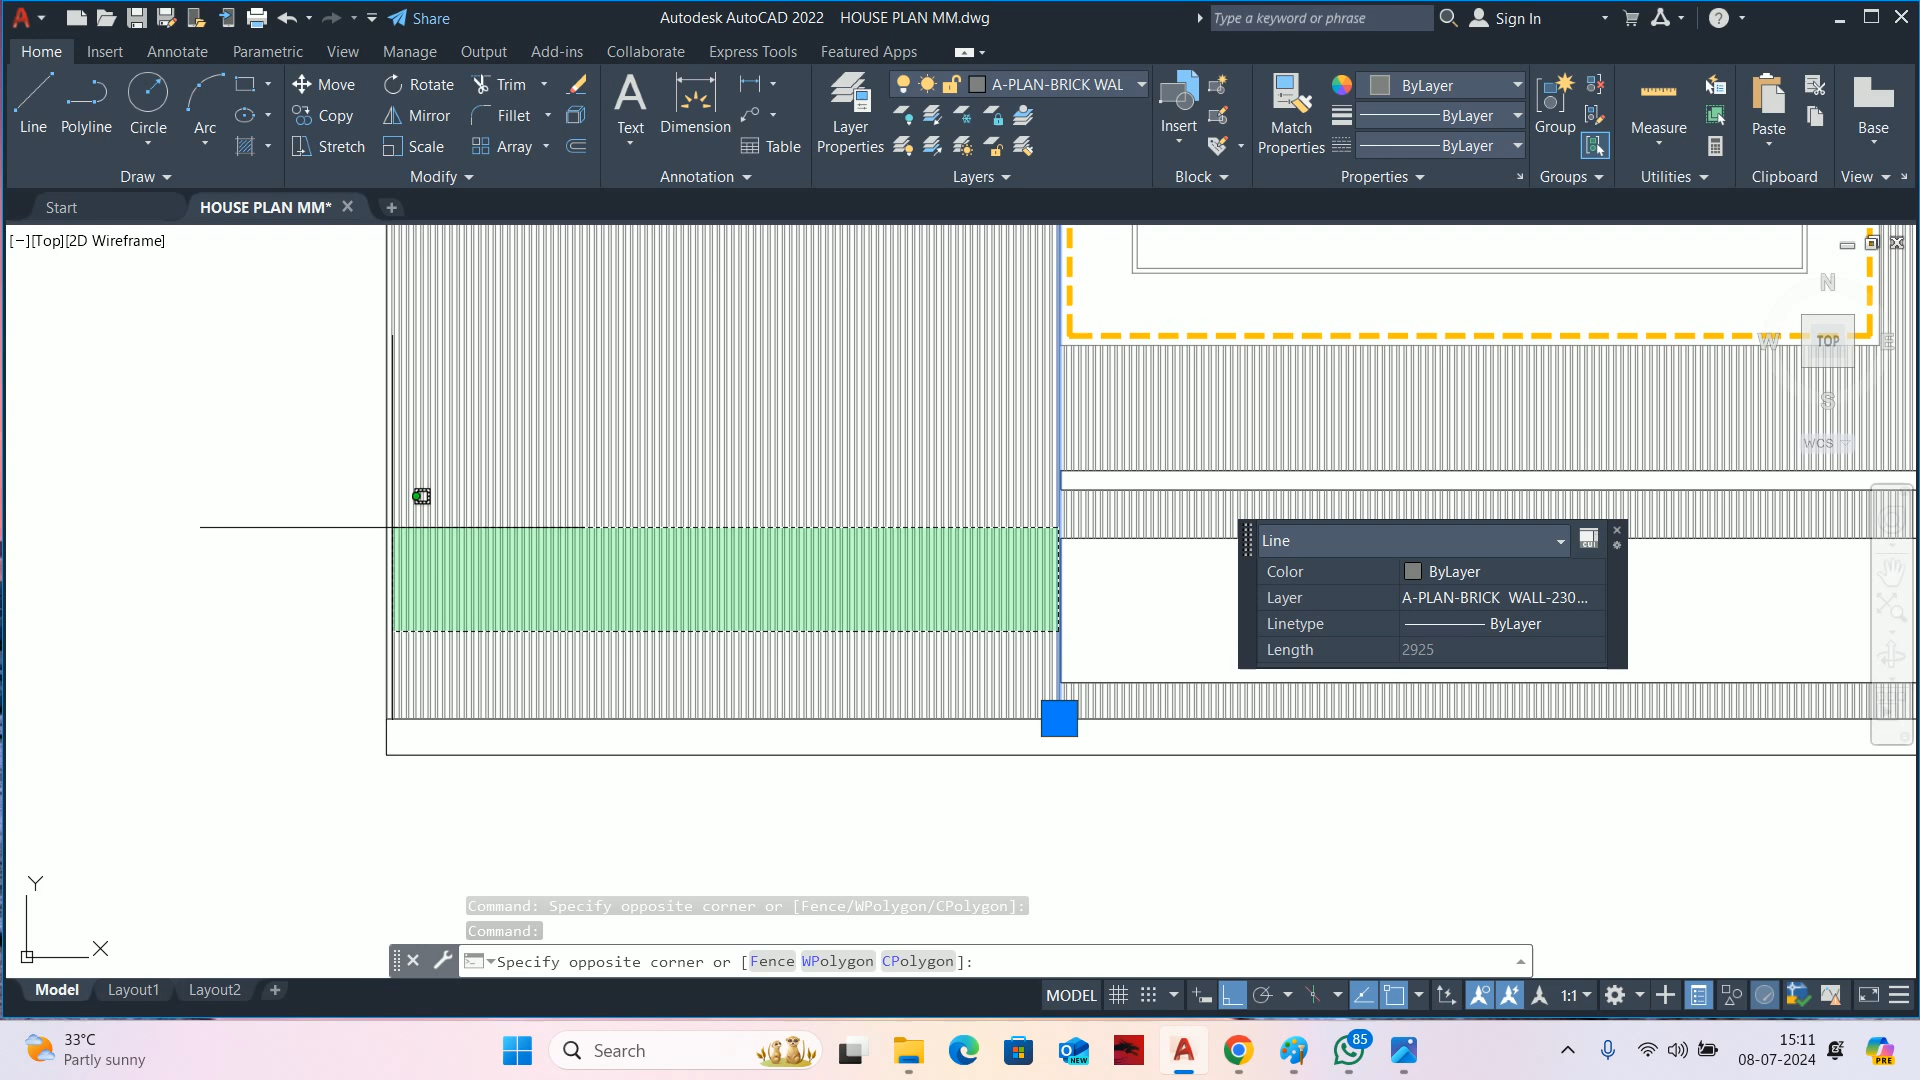 Share
Autodesk AutoCAD 2022 HOUSE PLAN MM.dwg
Type a keyword or phrase
Sign In
Home Insert Annotate Parametric View Manage Output Add-ins Collaborate Express Tools Featured Apps
Line Polyline Circle Arc
Move Rotate Trim
Copy Mirror Fillet
Stretch Scale Array
Text Dimension Table
Layer Properties
A-PLAN-BRICK WAL
Insert
Match Properties
ByLayer
ByLayer
ByLayer
Group Measure Paste Base
Draw Modify Annotation Layers Block Properties Groups Utilities Clipboard View
Start HOUSE PLAN MM*
[−][Top][2D Wireframe]
N
W TOP E
S
WCS
Line
CUI
Color ByLayer
Layer A-PLAN-BRICK WALL-230...
Linetype ByLayer
Length 2925
Y
X
Command: Specify opposite corner or [Fence/WPolygon/CPolygon]:
Command:
Specify opposite corner or [Fence WPolygon CPolygon]:
Model Layout1 Layout2
MODEL 1:1
33°C
Partly sunny
Search
NEW
85
15:11
08-07-2024
PRE